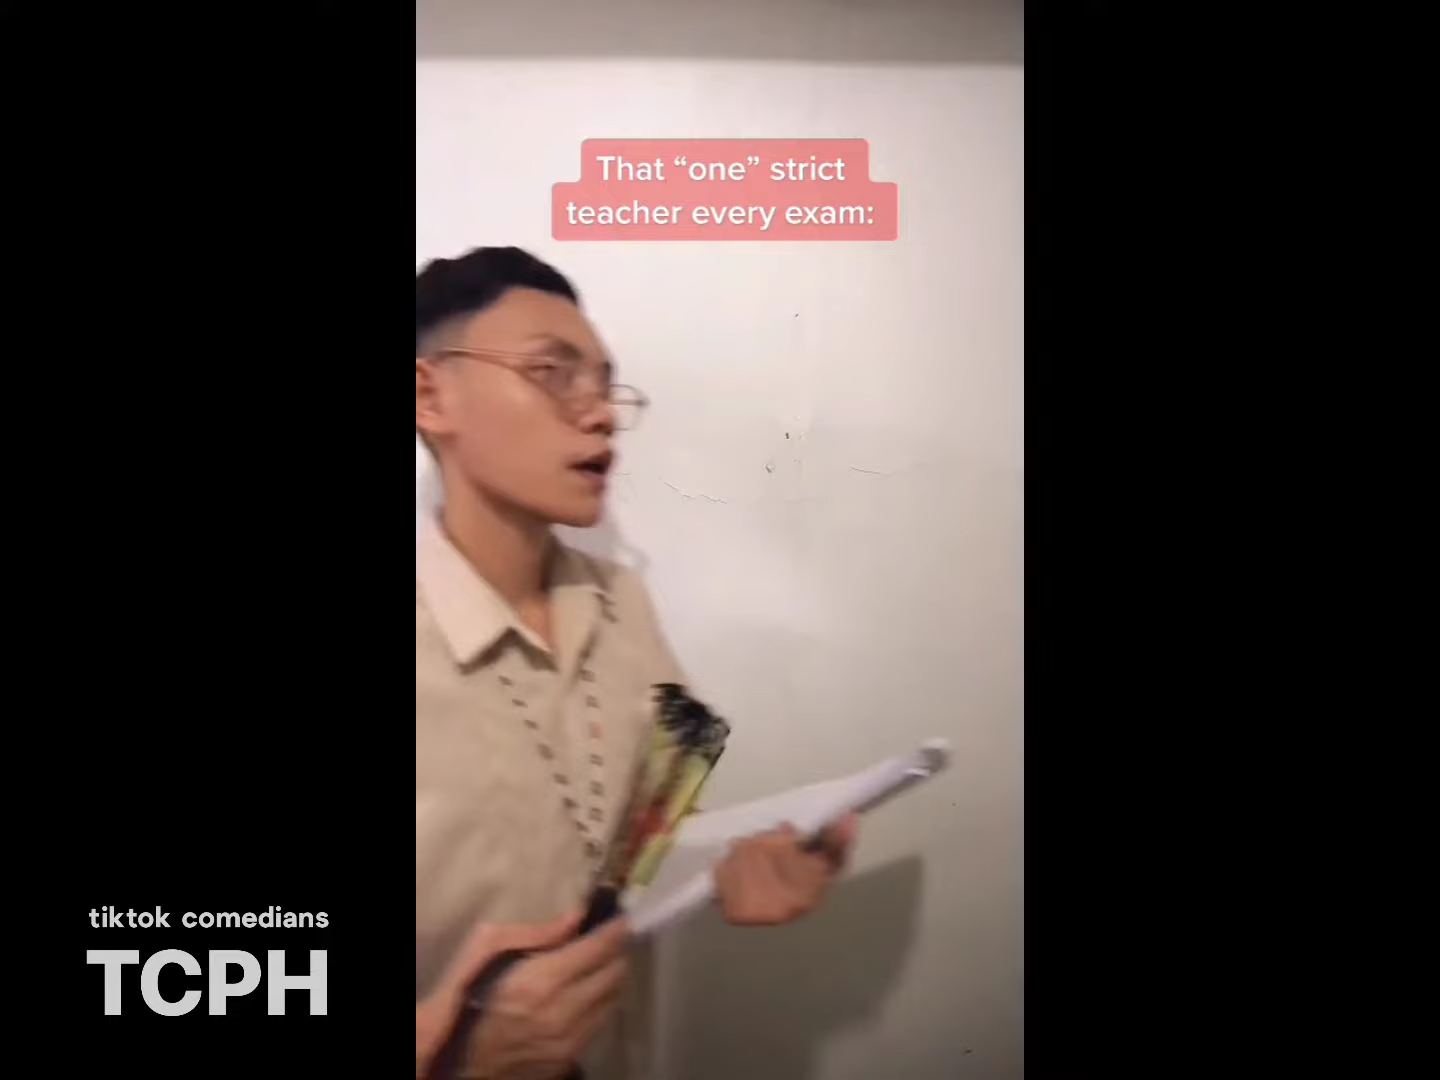 That “one” strict
teacher every exam:
tiktok comedians
TCPH